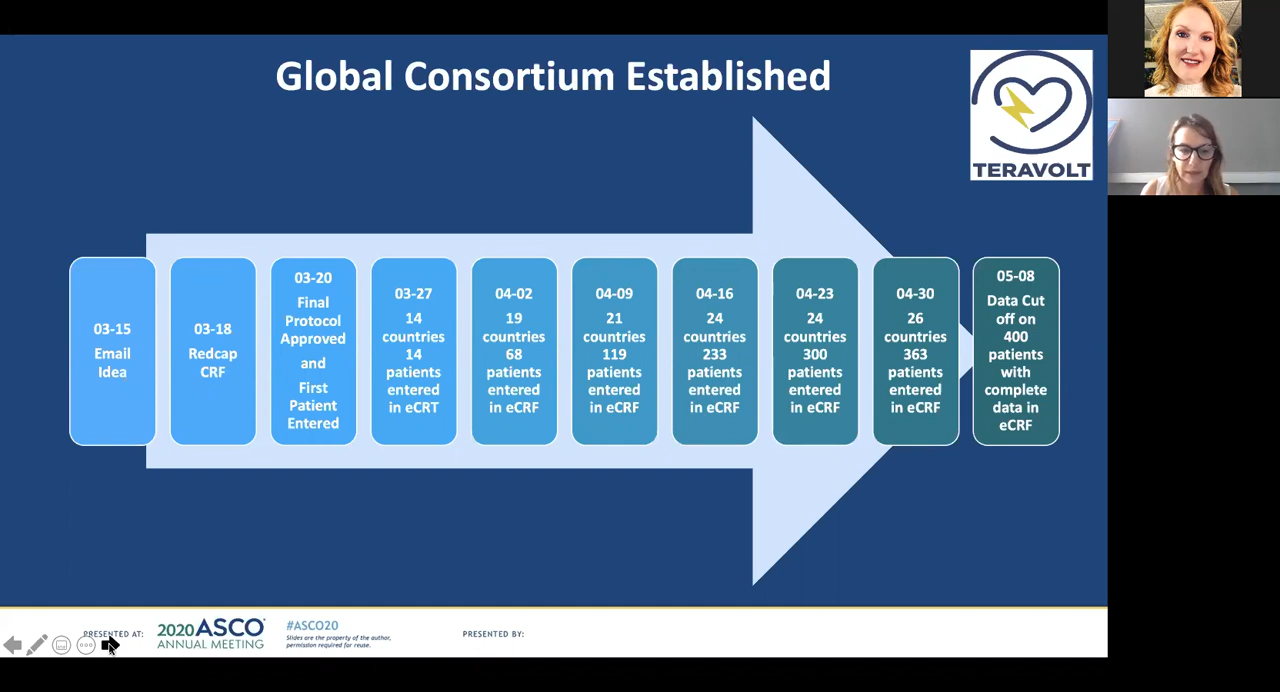 Global Consortium Established
TERAVOLT
03-15
Email
Idea
03-18
Redcap
CRF
03-20
Final
Protocol
Approved
and
First
Patient
Entered
03-27
14
countries
14
patients
entered
in eCRT
04-02
19
countries
68
patients
entered
in eCRF
04-09
21
countries
119
patients
entered
in eCRF
04-16
24
countries
233
patients
entered
in eCRF
04-23
24
countries
300
patients
entered
in eCRF
04-30
26
countries
363
patients
entered
in eCRF
05-08
Data Cut
off on
400
patients
with
complete
data in
eCRF
PRESENTED AT:
2020 ASCO
ANNUAL MEETING
#ASCO20
Slides are the property of the author,
permission required for reuse.
PRESENTED BY: